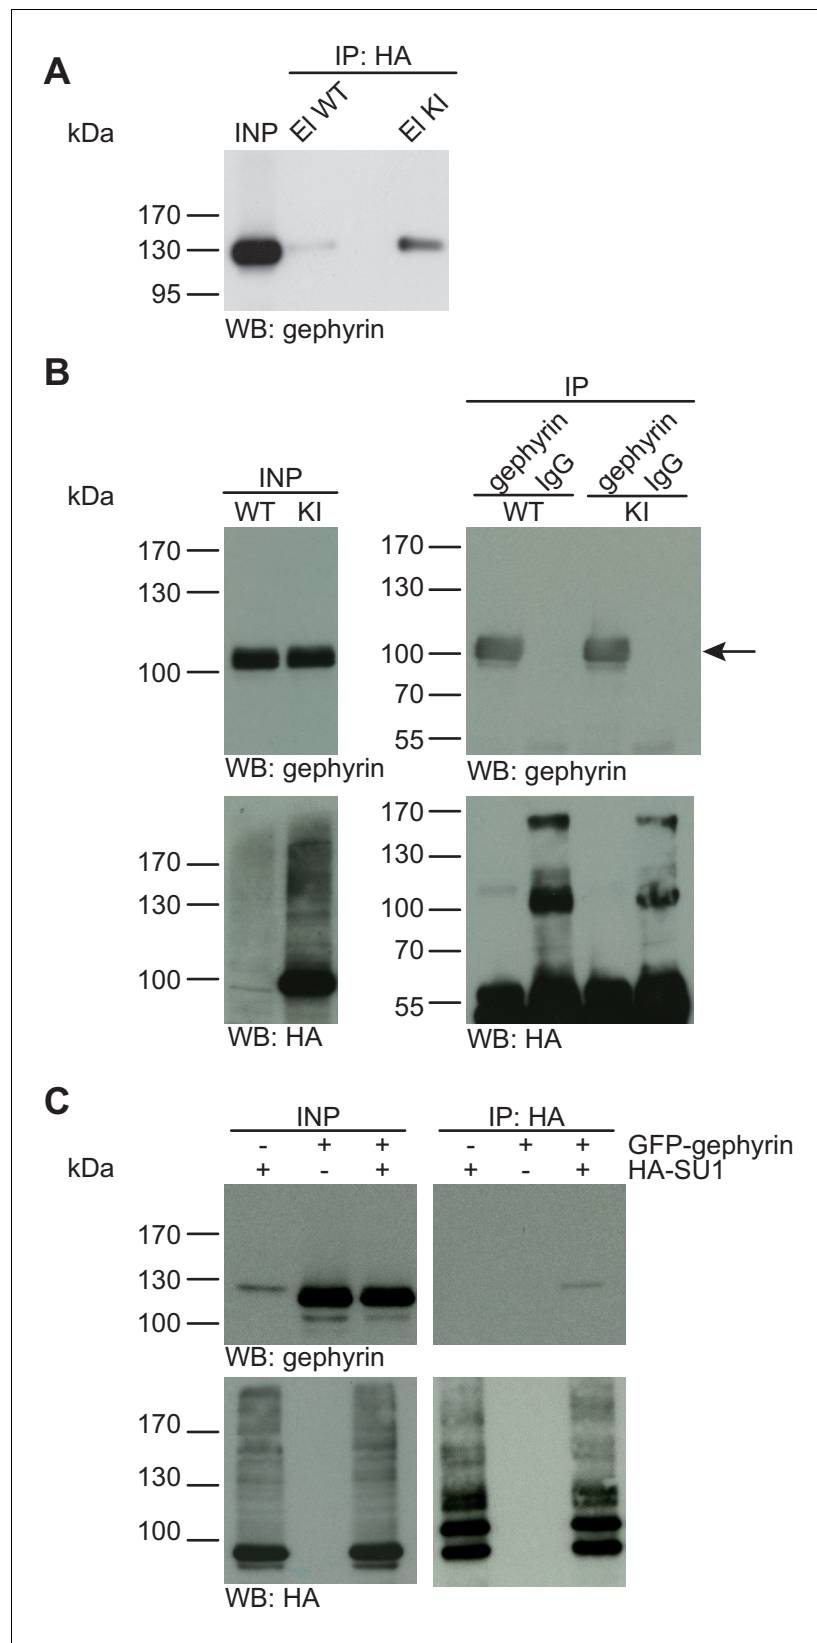 A
IP: HA
kDa
INP
EI WT
EI KI
170
130
95
WB: gephyrin
B
IP
kDa
INP
gephyrin
IgG
gephyrin
IgG
WT KI
WT KI
170
130
100
170
130
100
70
55
WB: gephyrin
WB: gephyrin
170
130
100
170
130
100
70
55
WB: HA
WB: HA
C
INP
IP: HA
- + + - + + GFP-gephyrin
kDa + - + + - + HA-SU1
170
130
100
WB: gephyrin
170
130
100
WB: HA